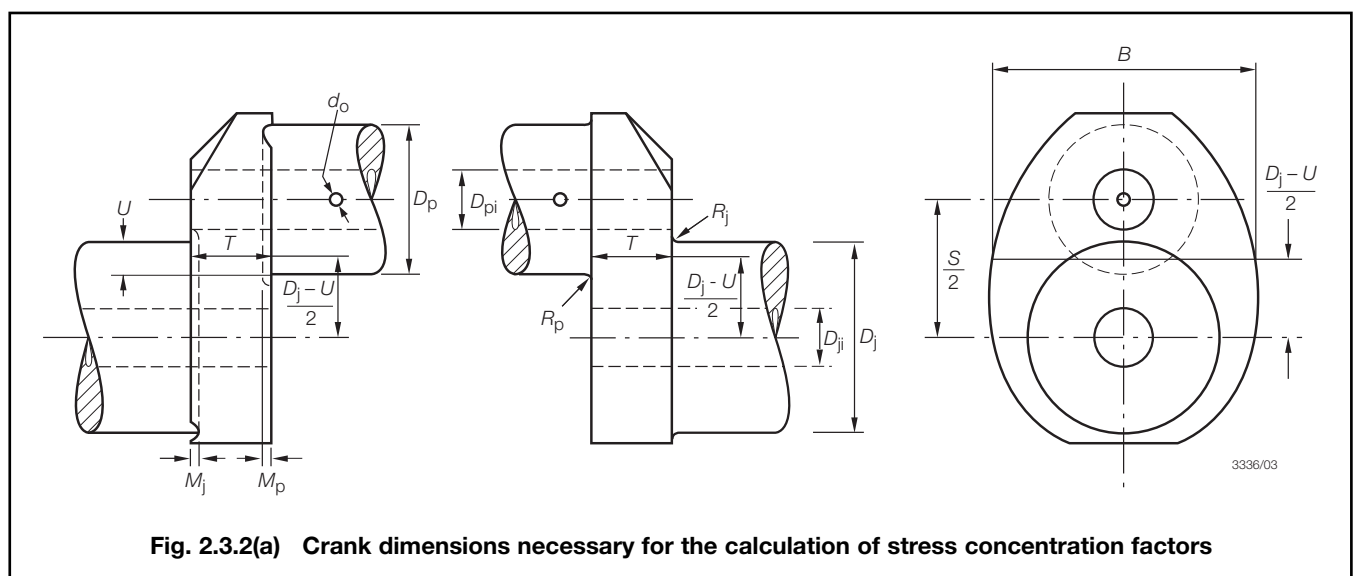 B
d₀
U
T
Dₚ
Dⱼ – U
2
Mⱼ
Mₚ
Dₚᵢ
Rⱼ
T
Dⱼ - U
2
Rₚ
Dⱼᵢ
Dⱼ
S
2
Dⱼ – U
2
3336/03
Fig. 2.3.2(a) Crank dimensions necessary for the calculation of stress concentration factors